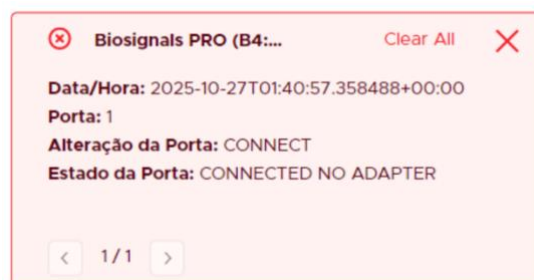 Biosignals PRO (B4:...
Clear All
Data/Hora: 2025-10-27T01:40:57.358488+00:00
Porta: 1
Alteração da Porta: CONNECT
Estado da Porta: CONNECTED NO ADAPTER
1 / 1